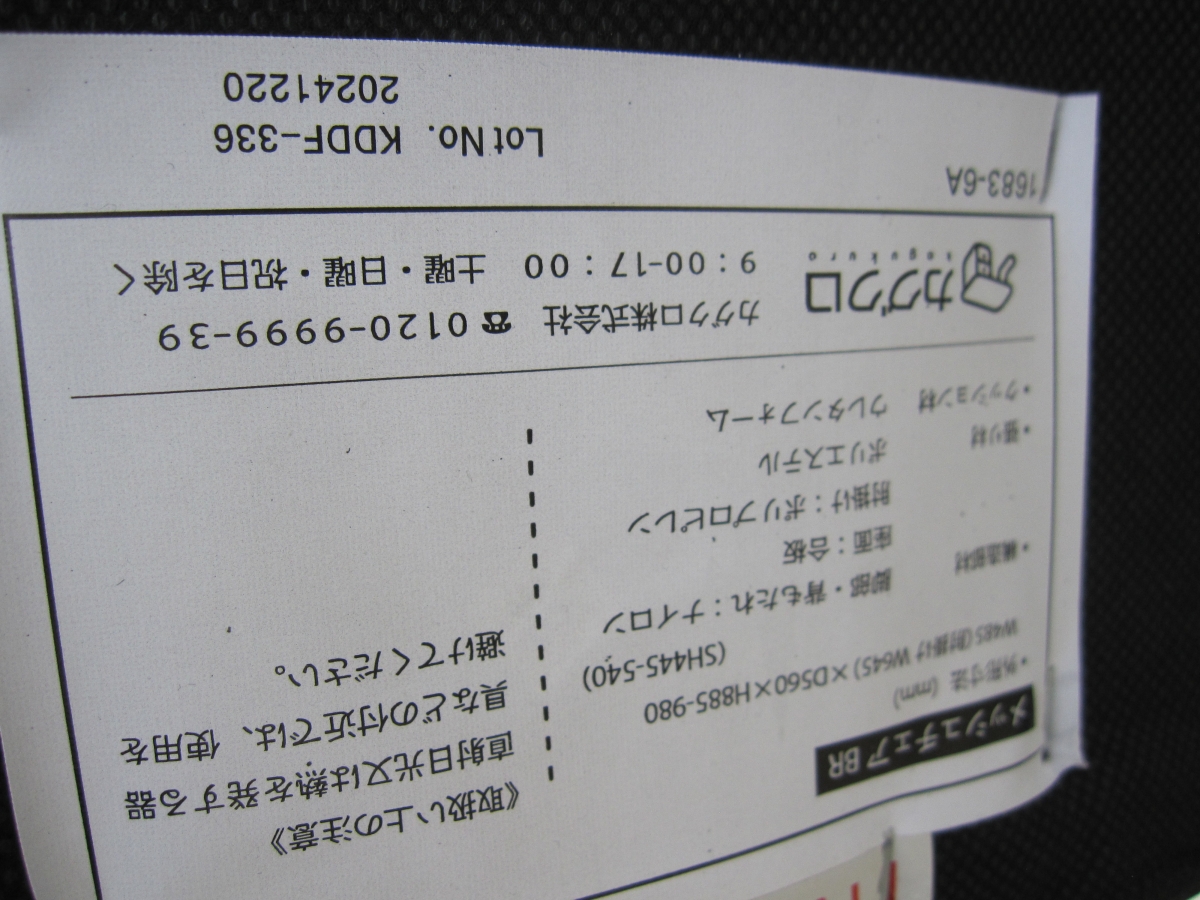 メッシュチェア BR
・外形寸法 (mm)
W485(肘掛け W645)×D560×H885-980
(SH445-540)
・構造部材 脚部・背もたれ：ナイロン
座面：合板
肘掛け：ポリプロピレン
・張り材 ポリエステル
・クッション材 ウレタンフォーム
《取扱い上の注意》
直射日光又は熱を発する器
具などの付近では、使用を
避けてください。
カグクロ
kagukuro
カグクロ株式会社 ☎0120-9999-39
9：00-17：00 土曜・日曜・祝日を除く
1683-6A
Lot No. KDDF-336
20241220